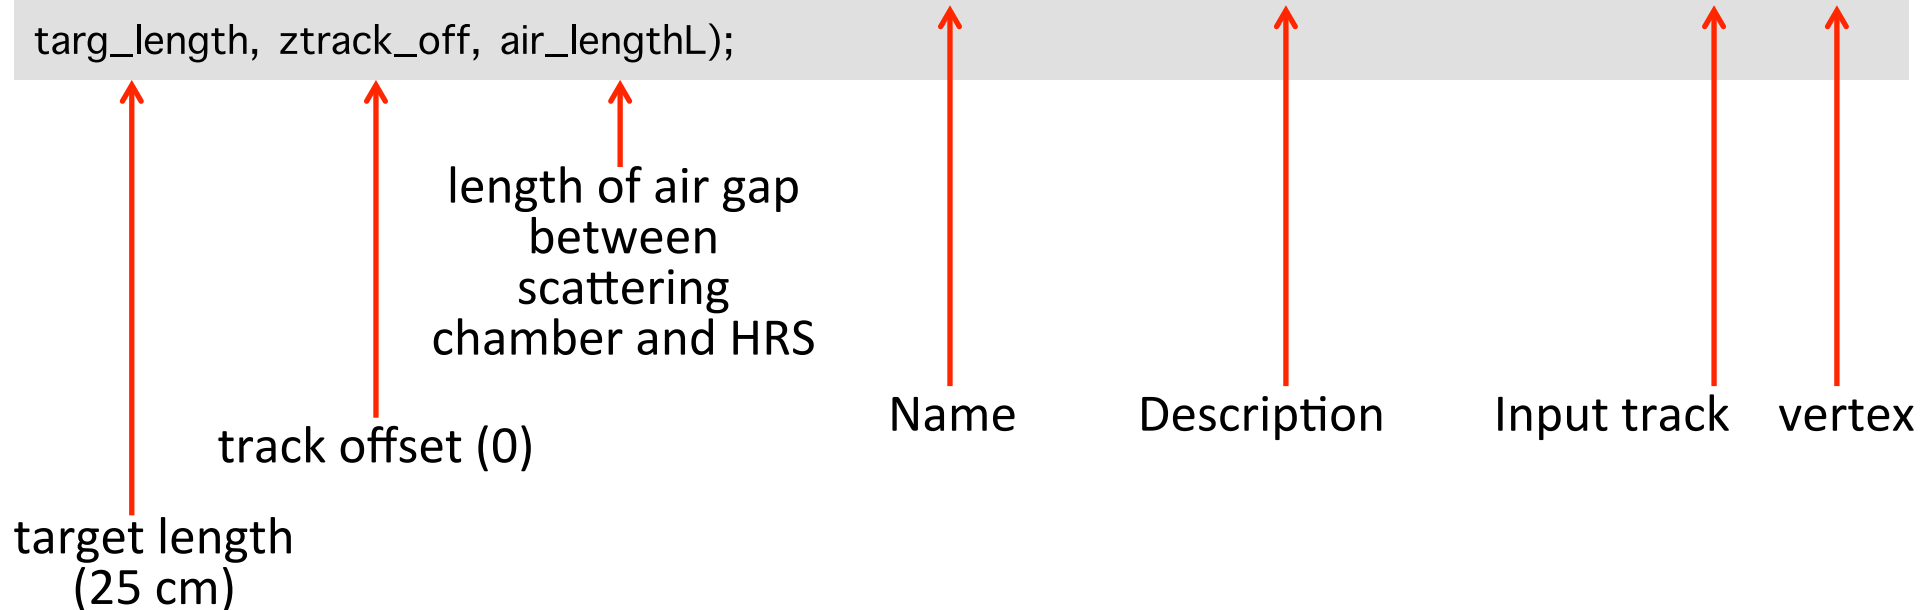 targ_length, ztrack_off, air_lengthL);
length of air gap
between
scattering
chamber and HRS
Name
Description
Input track
vertex
track offset (0)
target length
(25 cm)